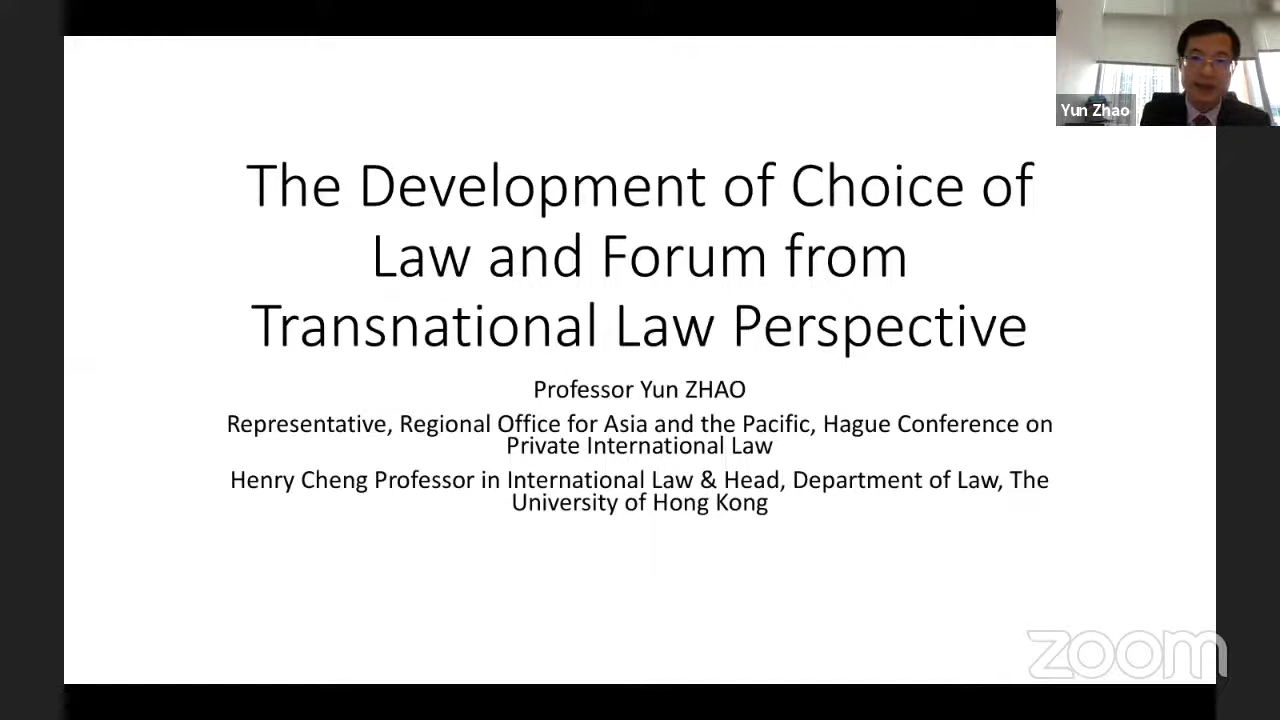 Yun Zhao
The Development of Choice of
Law and Forum from
Transnational Law Perspective
Professor Yun ZHAO
Representative, Regional Office for Asia and the Pacific, Hague Conference on
Private International Law
Henry Cheng Professor in International Law & Head, Department of Law, The
University of Hong Kong
zoom